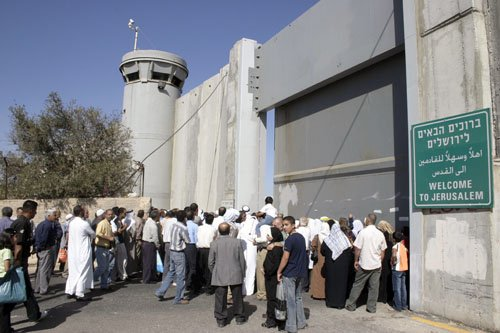 ברוכים הבאים
לירושלים
اهلاً وسهلاً للقادمين
الى القدس
WELCOME
TO JERUSALEM